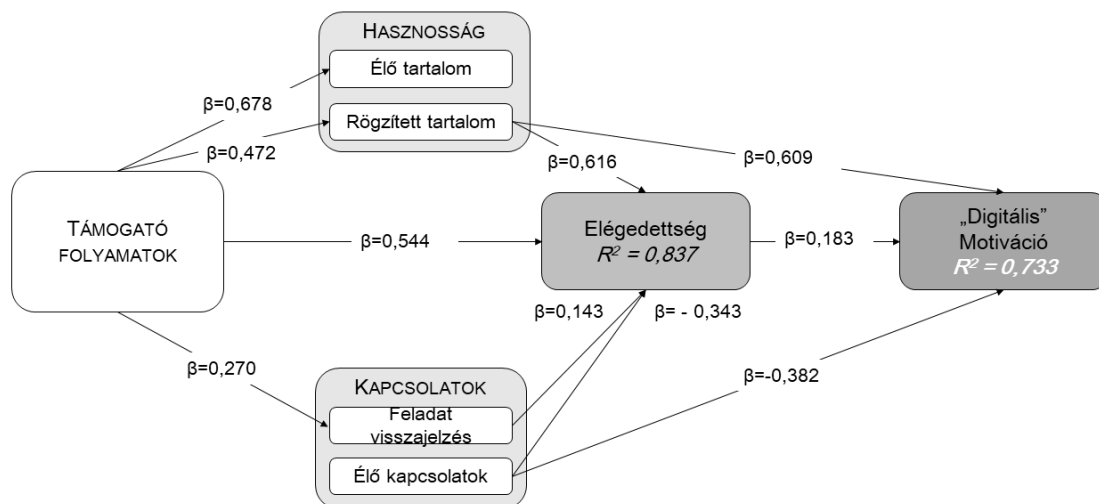 HASZNOSSÁG
Élő tartalom
β=0,678
Rögzített tartalom
β=0,472
β=0,616
β=0,609
TÁMOGATÓ
FOLYAMATOK
β=0,544
Elégedettség
R² = 0,837
β=0,183
„Digitális”
Motiváció
R² = 0,733
β=0,143
β= - 0,343
β=0,270
β=-0,382
KAPCSOLATOK
Feladat
visszajelzés
Élő kapcsolatok